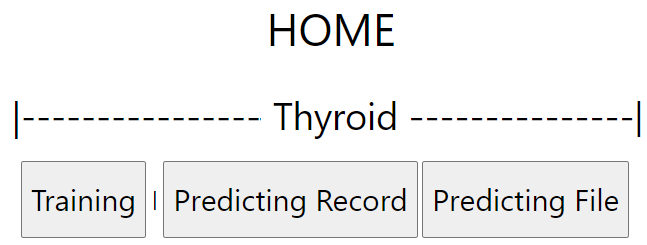 HOME
|---------------- Thyroid ---------------|
Training | Predicting Record Predicting File